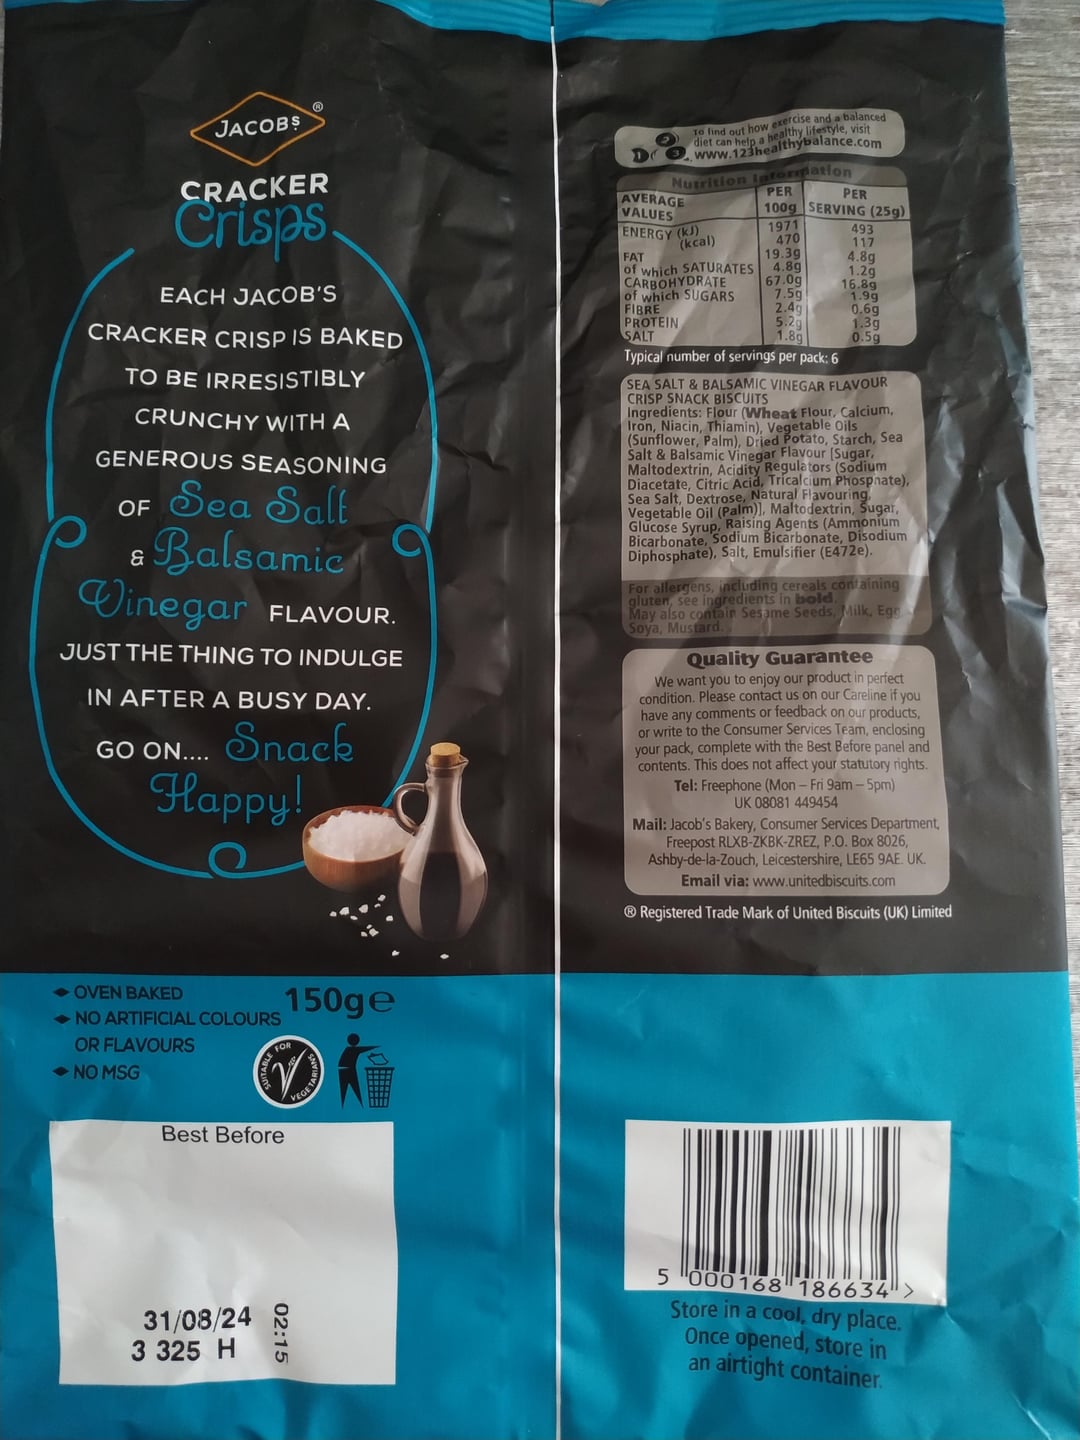 JACOB'S ®
CRACKER
Crisps
EACH JACOB'S
CRACKER CRISP IS BAKED
TO BE IRRESISTIBLY
CRUNCHY WITH A
GENEROUS SEASONING
OF Sea Salt
& Balsamic
Vinegar FLAVOUR.
JUST THE THING TO INDULGE
IN AFTER A BUSY DAY.
GO ON.... Snack
Happy!
OVEN BAKED
NO ARTIFICIAL COLOURS
OR FLAVOURS
NO MSG
150g e
SUITABLE FOR
V
VEGETARIANS
Best Before
31/08/24
3 325 H
02:15
To find out how exercise and a balanced
diet can help a healthy lifestyle, visit
www.123healthybalance.com
Nutrition Information
AVERAGE VALUES PER 100g PER SERVING (25g)
ENERGY (kJ) 1971 493
(kcal) 470 117
FAT 19.3g 4.8g
of which SATURATES 4.8g 1.2g
CARBOHYDRATE 67.0g 16.8g
of which SUGARS 7.5g 1.9g
FIBRE 2.4g 0.6g
PROTEIN 5.2g 1.3g
SALT 1.8g 0.5g
Typical number of servings per pack: 6
SEA SALT & BALSAMIC VINEGAR FLAVOUR
CRISP SNACK BISCUITS
Ingredients: Flour (Wheat Flour, Calcium,
Iron, Niacin, Thiamin), Vegetable Oils
(Sunflower, Palm), Dried Potato, Starch, Sea
Salt & Balsamic Vinegar Flavour [Sugar,
Maltodextrin, Acidity Regulators (Sodium
Diacetate, Citric Acid, Tricalcium Phosphate),
Sea Salt, Dextrose, Natural Flavouring,
Vegetable Oil (Palm)], Maltodextrin, Sugar,
Glucose Syrup, Raising Agents (Ammonium
Bicarbonate, Sodium Bicarbonate, Disodium
Diphosphate), Salt, Emulsifier (E472e).
For allergens, including cereals containing
gluten, see ingredients in bold.
May also contain Sesame Seeds, Milk, Egg
Soya, Mustard.
Quality Guarantee
We want you to enjoy our product in perfect
condition. Please contact us on our Careline if you
have any comments or feedback on our products,
or write to the Consumer Services Team, enclosing
your pack, complete with the Best Before panel and
contents. This does not affect your statutory rights.
Tel: Freephone (Mon – Fri 9am – 5pm)
UK 08081 449454
Mail: Jacob's Bakery, Consumer Services Department,
Freepost RLXB-ZKBK-ZREZ, P.O. Box 8026,
Ashby-de-la-Zouch, Leicestershire, LE65 9AE. UK.
Email via: www.unitedbiscuits.com
® Registered Trade Mark of United Biscuits (UK) Limited
5 000168 186634 >
Store in a cool, dry place.
Once opened, store in
an airtight container.